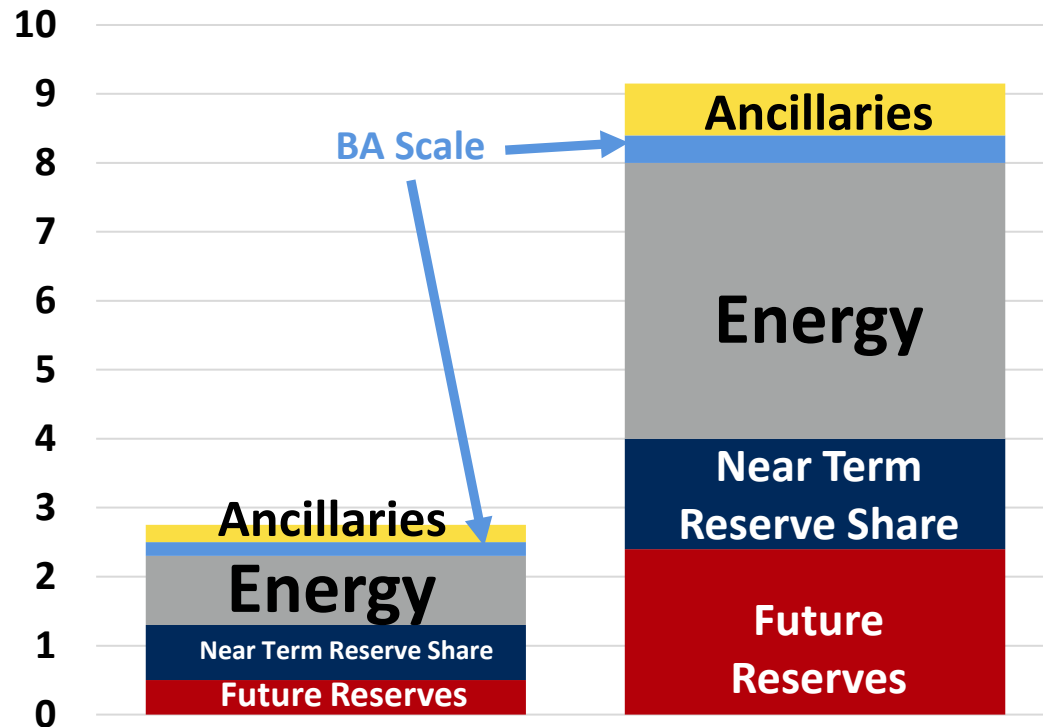 10
9
8
7
6
5
4
3
2
1
0
BA Scale
Ancillaries
Energy
Near Term Reserve Share
Future Reserves
Ancillaries
Energy
Near Term
Reserve Share
Future
Reserves